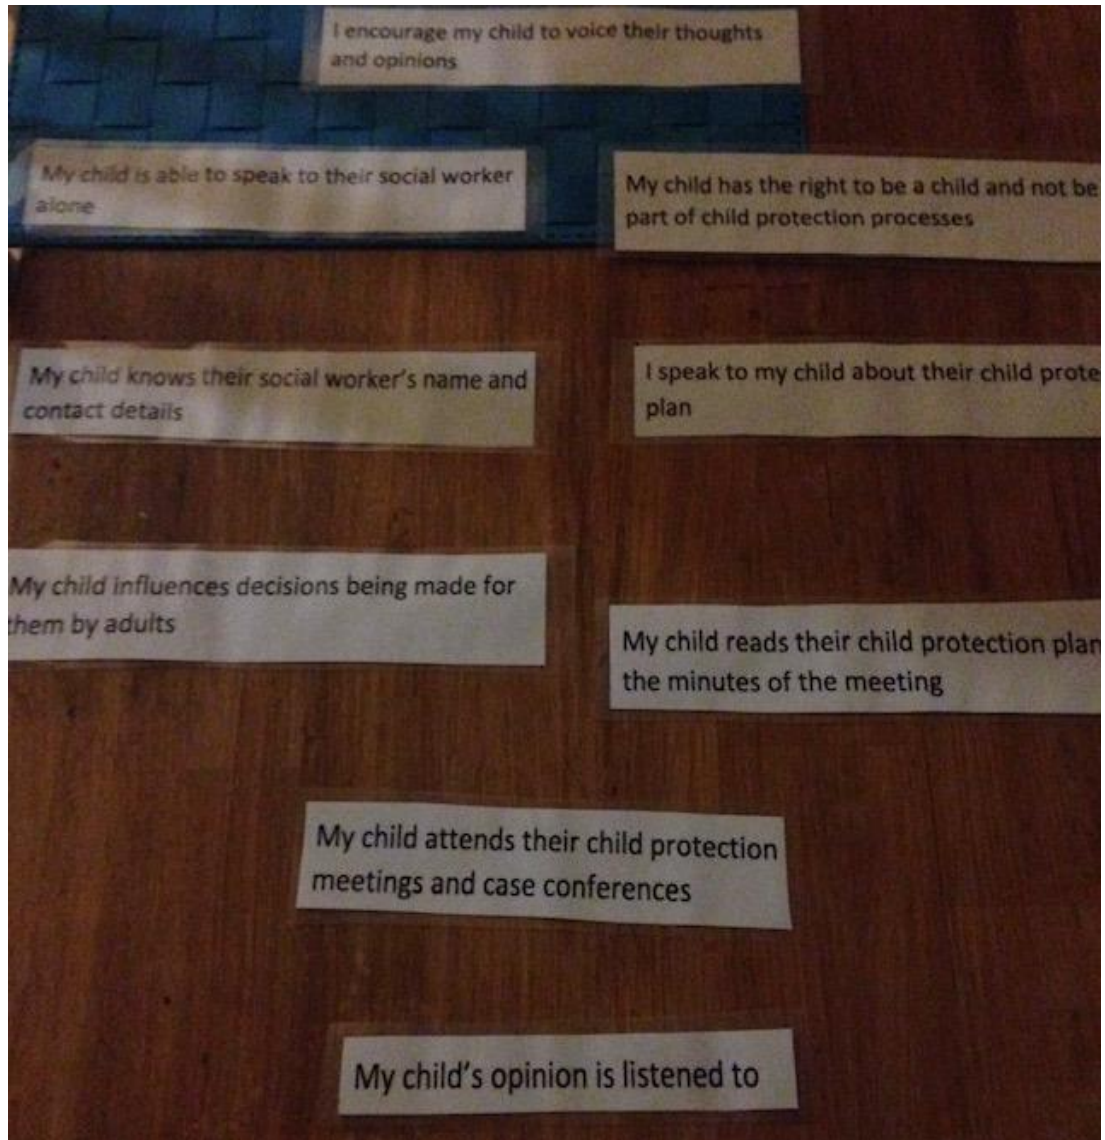 I encourage my child to voice their thoughts
and opinions
My child is able to speak to their social worker
alone
My child has the right to be a child and not be
part of child protection processes
My child knows their social worker's name and
contact details
I speak to my child about their child prote
plan
My child influences decisions being made for
them by adults
My child reads their child protection plan
the minutes of the meeting
My child attends their child protection
meetings and case conferences
My child's opinion is listened to